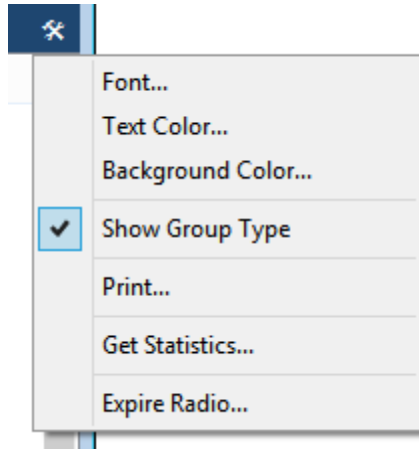 Font...
Text Color...
Background Color...
Show Group Type
Print...
Get Statistics...
Expire Radio...